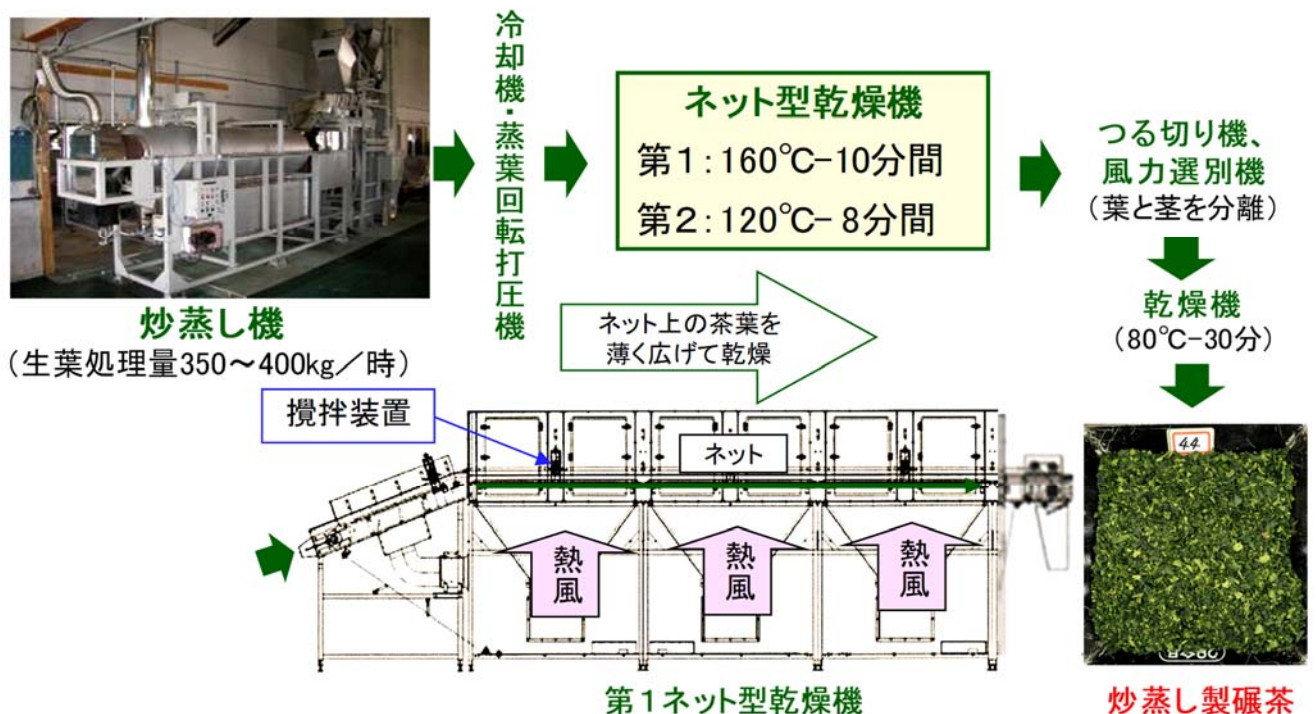 炒蒸し機
(生葉処理量350～400kg／時)
冷却機・蒸葉回転打圧機
ネット型乾燥機
第1：160℃−10分間
第2：120℃−8分間
つる切り機、
風力選別機
(葉と茎を分離)
乾燥機
(80℃−30分)
ネット上の茶葉を
薄く広げて乾燥
攪拌装置
ネット
熱風
熱風
熱風
第1ネット型乾燥機
44
炒蒸し製碾茶